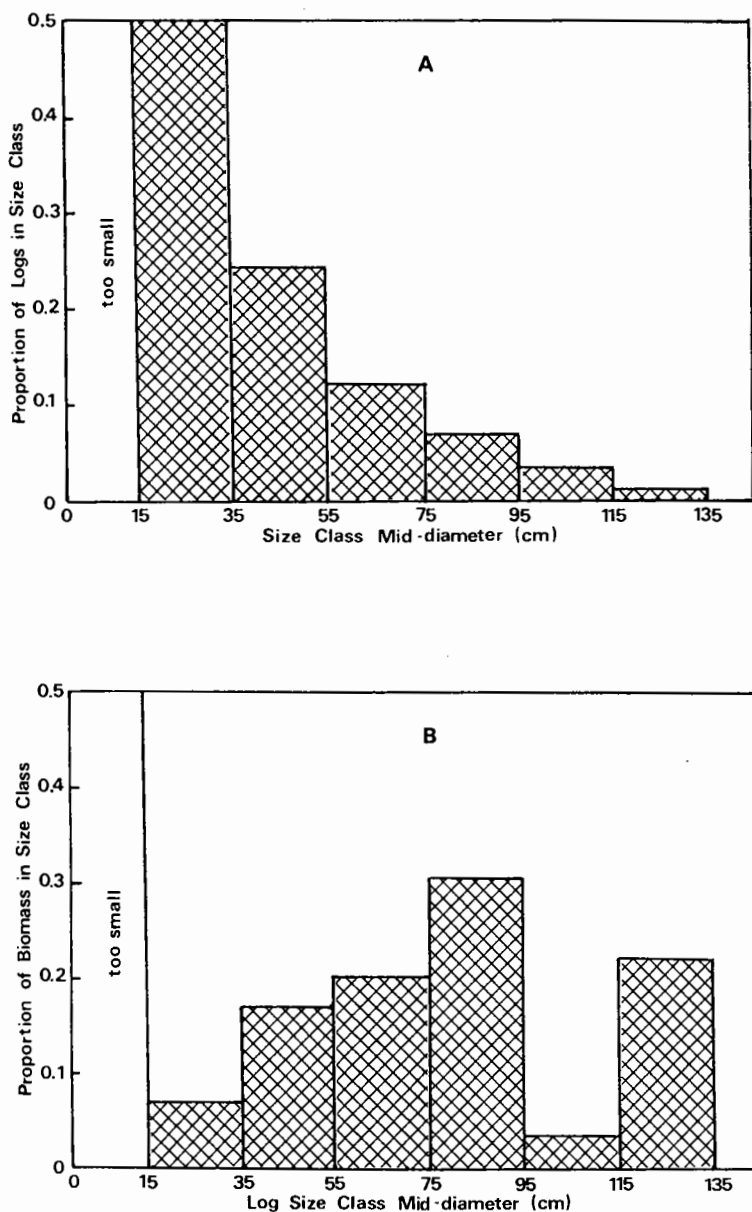 A
0.5
0.4
0.3
0.2
0.1
0
Proportion of Logs in Size Class
too small
0 15 35 55 75 95 115 135
Size Class Mid-diameter (cm)
B
0.5
0.4
0.3
0.2
0.1
0
Proportion of Biomass in Size Class
too small
0 15 35 55 75 95 115 135
Log Size Class Mid-diameter (cm)